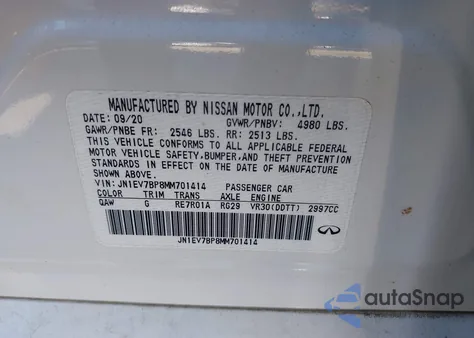 MANUFACTURED BY NISSAN MOTOR CO.,LTD.
DATE: 09/20 GVWR/PNBV: 4980 LBS.
GAWR/PNBE FR: 2546 LBS. RR: 2513 LBS.
THIS VEHICLE CONFORMS TO ALL APPLICABLE FEDERAL
MOTOR VEHICLE SAFETY,BUMPER,AND THEFT PREVENTION
STANDARDS IN EFFECT ON THE DATE OF MANUFACTURE
SHOWN ABOVE.
VIN: JN1EV7BP8MM701414 PASSENGER CAR
COLOR TRIM TRANS AXLE ENGINE
QAW G RE7R01A RG29 VR30(DDTT) 2997CC
JN1EV7BP8MM701414
autoSnap